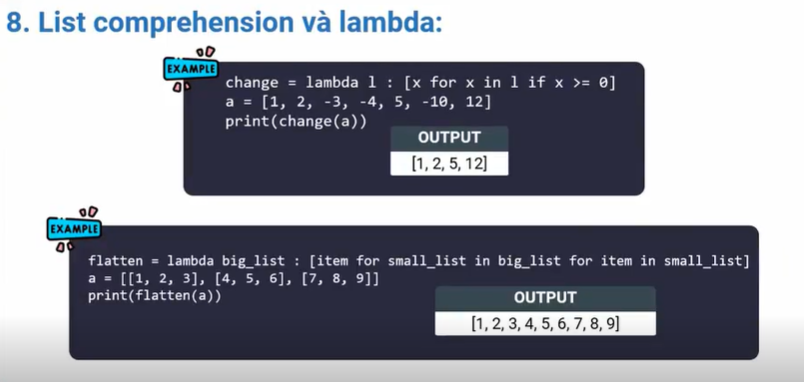 8. List comprehension và lambda:
EXAMPLE
change = lambda l : [x for x in l if x >= 0]
a = [1, 2, -3, -4, 5, -10, 12]
print(change(a))
OUTPUT
[1, 2, 5, 12]
EXAMPLE
flatten = lambda big_list : [item for small_list in big_list for item in small_list]
a = [[1, 2, 3], [4, 5, 6], [7, 8, 9]]
print(flatten(a))
OUTPUT
[1, 2, 3, 4, 5, 6, 7, 8, 9]